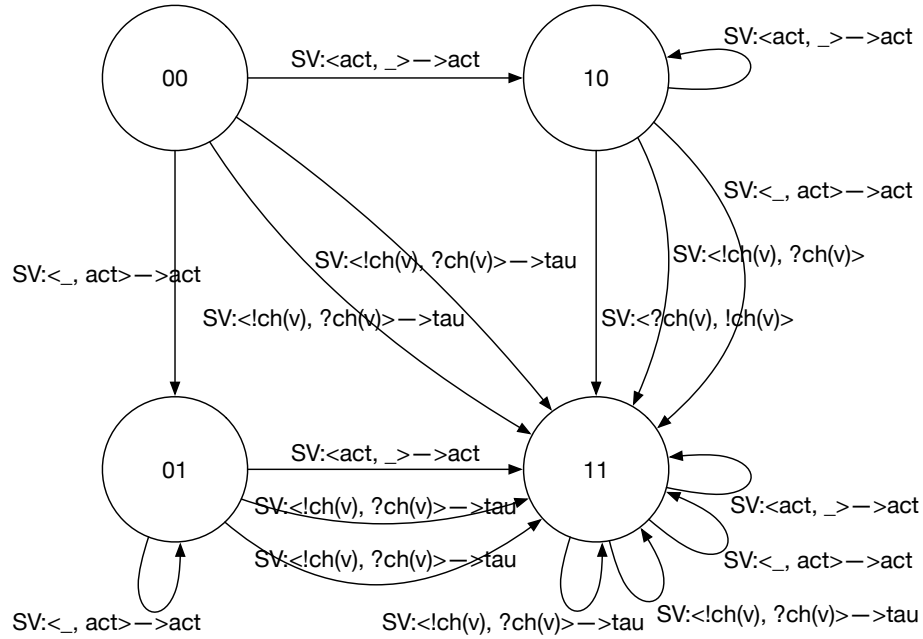 SV:<act, _>—>act
SV:<act, _>—>act
00
10
SV:<_, act>—>act
SV:<!ch(v), ?ch(v)>
SV:<!ch(v), ?ch(v)>—>tau
SV:<_, act>—>act
SV:<!ch(v), ?ch(v)>—>tau
SV:<?ch(v), !ch(v)>
SV:<act, _>—>act
01
11
SV:<!ch(v), ?ch(v)>—>tau
SV:<act, _>—>act
SV:<!ch(v), ?ch(v)>—>tau
SV:<_, act>—>act
SV:<_, act>—>act
SV:<!ch(v), ?ch(v)>—>tau
SV:<!ch(v), ?ch(v)>—>tau